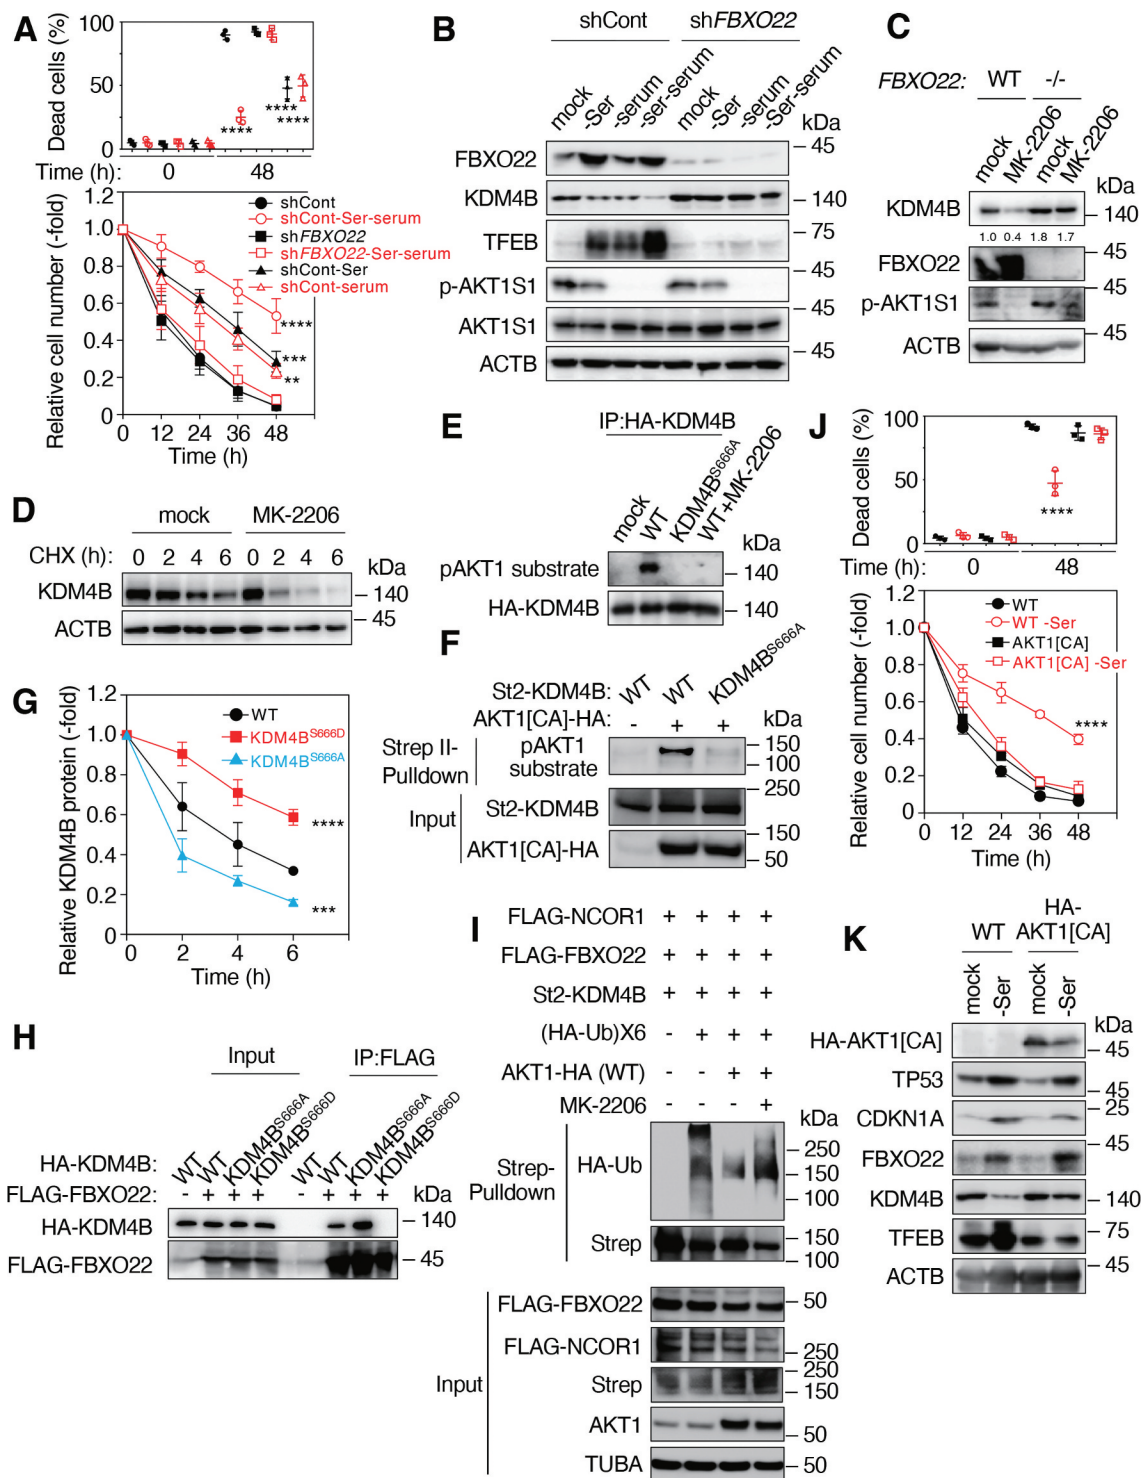 A
Dead cells (%)
100
50
0
****
****
****
Time (h):
0
48
Relative cell number (-fold)
1.2
1.0
0.8
0.6
0.4
0.2
0
shCont
shCont-Ser-serum
shFBXO22
shFBXO22-Ser-serum
shCont-Ser
shCont-serum
****
***
**
0 12 24 36 48
Time (h)
B
shCont shFBXO22
mock -Ser -serum -ser-serum mock -Ser -serum -Ser-serum
kDa
FBXO22 45
KDM4B 140
TFEB 75
p-AKT1S1 45
AKT1S1 45
ACTB 45
C
FBXO22: WT -/-
mock MK-2206 mock MK-2206
kDa
KDM4B 140
1.0 0.4 1.8 1.7
FBXO22 45
p-AKT1S1 45
ACTB 45
D
mock MK-2206
CHX (h): 0 2 4 6 0 2 4 6
kDa
KDM4B 140
ACTB 45
E
IP:HA-KDM4B
mock WT KDM4BS666A WT+MK-2206
kDa
pAKT1 substrate 140
HA-KDM4B 140
F
St2-KDM4B: WT WT KDM4BS666A
AKT1[CA]-HA: - + +
kDa
Strep II-Pulldown
pAKT1 substrate 150 100
Input
St2-KDM4B 250
AKT1[CA]-HA 150 50
G
Relative KDM4B protein (-fold)
1.2
1.0
0.8
0.6
0.4
0.2
0
WT
KDM4BS666D
KDM4BS666A
****
***
0 2 4 6
Time (h)
H
Input IP:FLAG
HA-KDM4B: WT WT KDM4BS666A KDM4BS666D WT WT KDM4BS666A KDM4BS666D
FLAG-FBXO22: - + + + - + + +
kDa
HA-KDM4B 140
FLAG-FBXO22 45
I
FLAG-NCOR1 + + + +
FLAG-FBXO22 + + + +
St2-KDM4B + + + +
(HA-Ub)X6 - + + +
AKT1-HA (WT) - - + +
MK-2206 - - - +
kDa
Strep-Pulldown
HA-Ub 250 150 100
Strep 150 100
Input
FLAG-FBXO22 50
FLAG-NCOR1 250
Strep 250 150
AKT1 50
TUBA 50
J
Dead cells (%)
100
50
0
****
Time (h):
0
48
Relative cell number (-fold)
1.2
1.0
0.8
0.6
0.4
0.2
0
WT
WT -Ser
AKT1[CA]
AKT1[CA] -Ser
****
0 12 24 36 48
Time (h)
K
WT HA-AKT1[CA]
mock -Ser mock -Ser
kDa
HA-AKT1[CA] 45
TP53 45
CDKN1A 25
FBXO22 45
KDM4B 140
TFEB 75
ACTB 45